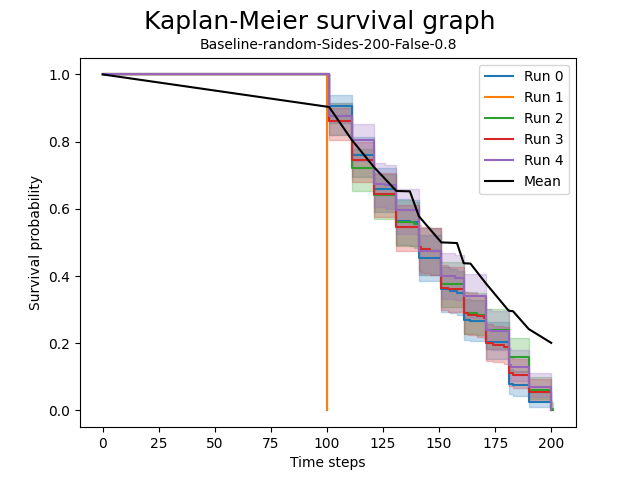 Kaplan-Meier survival graph
Baseline-random-Sides-200-False-0.8
Survival probability
1.0
0.8
0.6
0.4
0.2
0.0
Run 0
Run 1
Run 2
Run 3
Run 4
Mean
0 25 50 75 100 125 150 175 200
Time steps